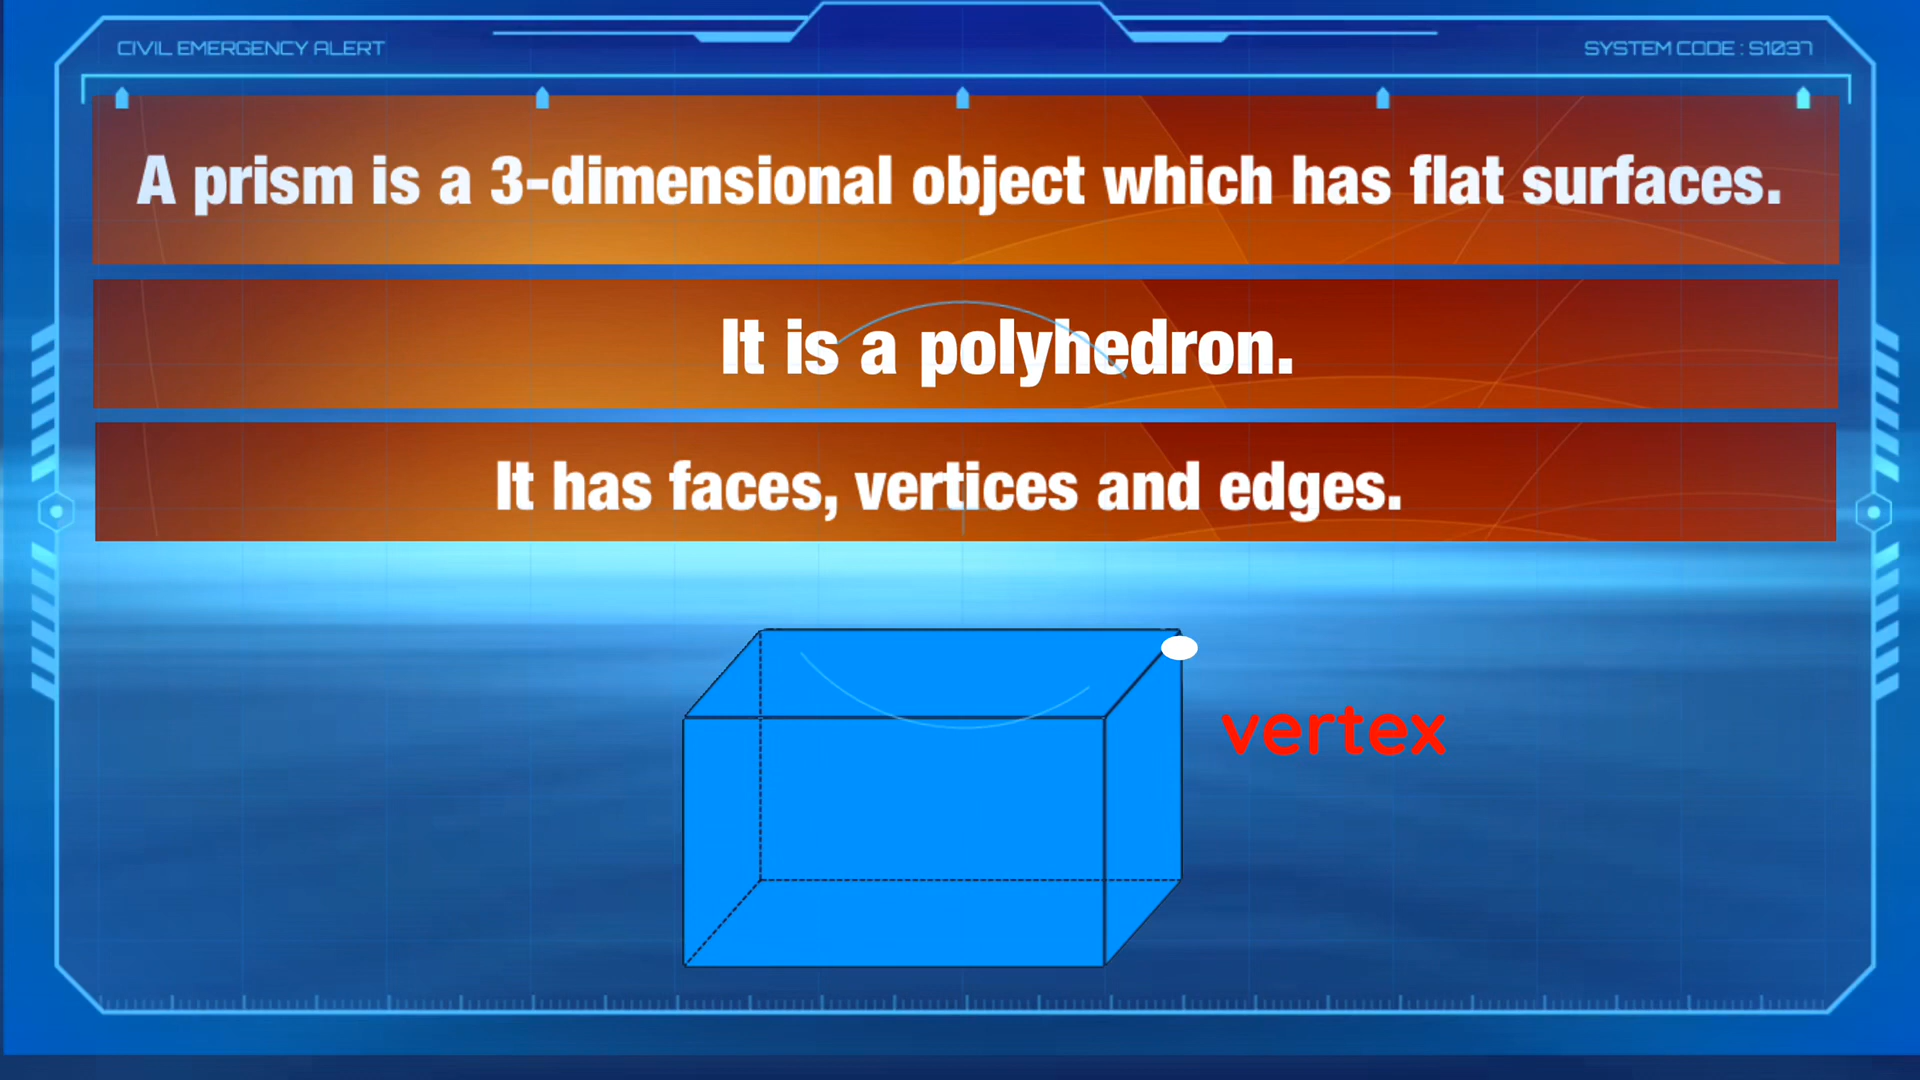 CIVIL EMERGENCY ALERT
SYSTEM CODE : S1037
A prism is a 3-dimensional object which has flat surfaces.
It is a polyhedron.
It has faces, vertices and edges.
vertex